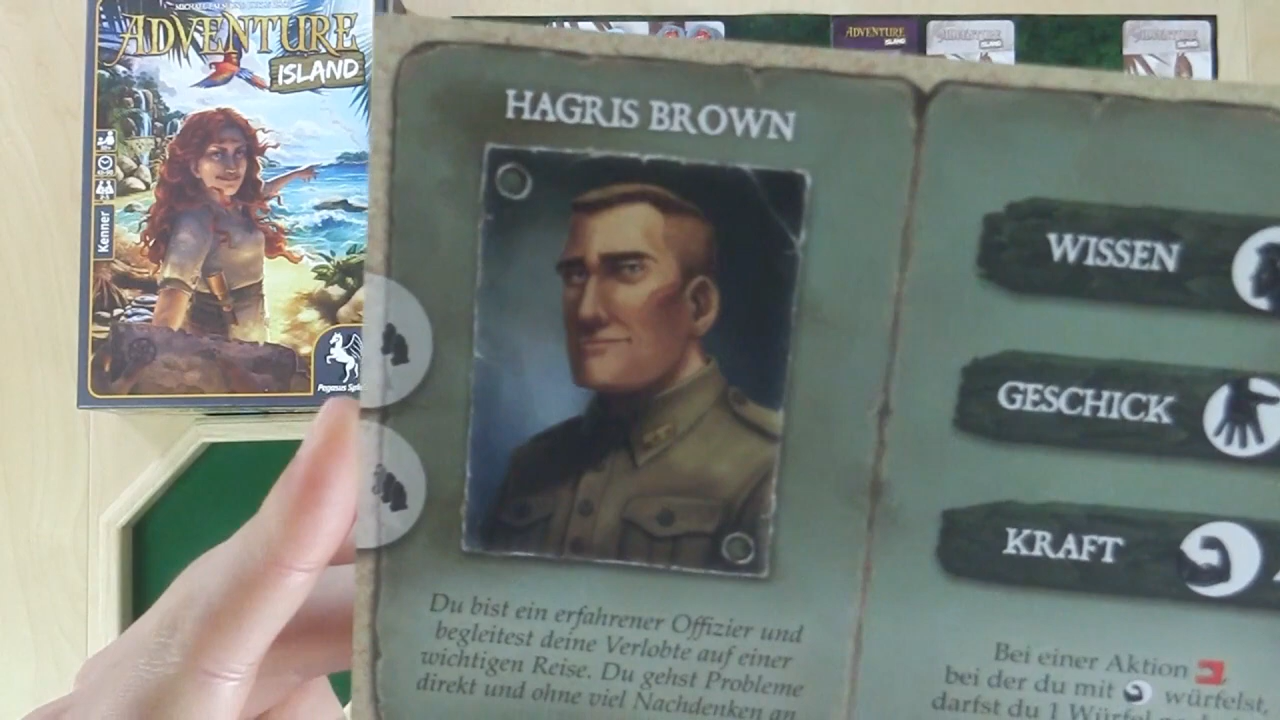 ADVENTURE
ISLAND
Kenner
Pegasus Spiele
ADVENTURE
ISLAND
HAGRIS BROWN
Du bist ein erfahrener Offizier und
begleitest deine Verlobte auf einer
wichtigen Reise. Du gehst Probleme
direkt und ohne viel Nachdenken an
WISSEN
GESCHICK
KRAFT
Bei einer Aktion
bei der du mit würfelst,
darfst du 1 Würfel